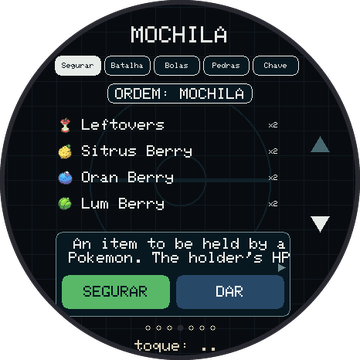 MOCHILA
Segurar Batalha Bolas Pedras Chave
ORDEM: MOCHILA
Leftovers x2
Sitrus Berry x2
Oran Berry x2
Lum Berry x2
An item to be held by a
Pokemon. The holder's HP
SEGURAR DAR
toque: ..